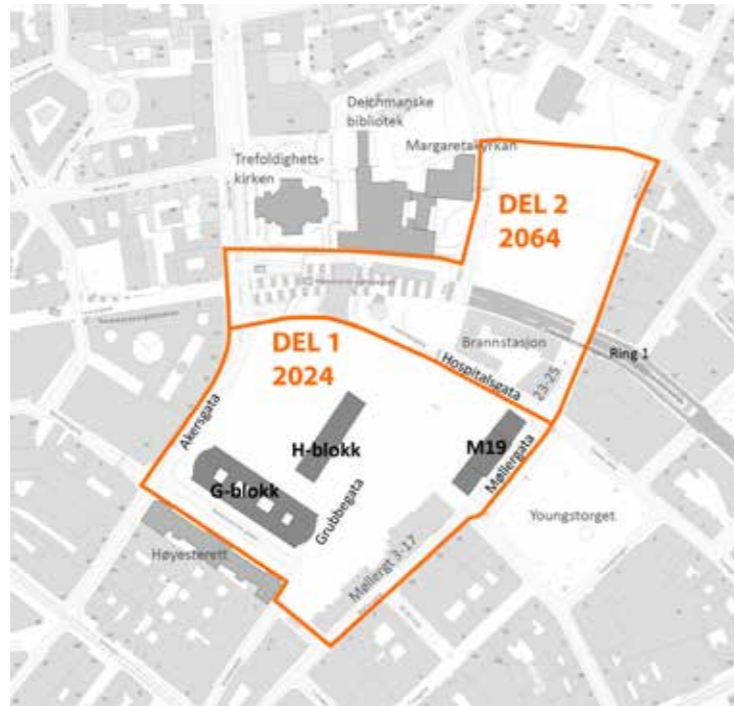 Deichmanske
bibliotek
Margaretakyrkan
Trefoldighets-
kirken
DEL 2
2064
DEL 1
2024
Brannstasjon
Ring 1
Hospitalsgata
23-25
Akersgata
H-blokk
M19
Møllergata
G-blokk
Grubbegata
Youngstorget
Høyesterett
Møllergt 3-17